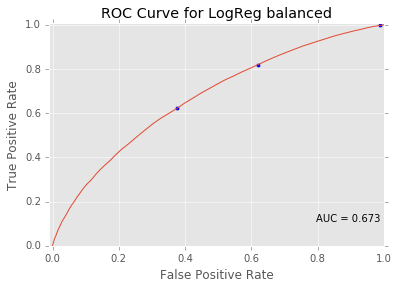 ROC Curve for LogReg balanced
1.0
0.8
0.6
0.4
0.2
0.0
True Positive Rate
AUC = 0.673
0.0 0.2 0.4 0.6 0.8 1.0
False Positive Rate